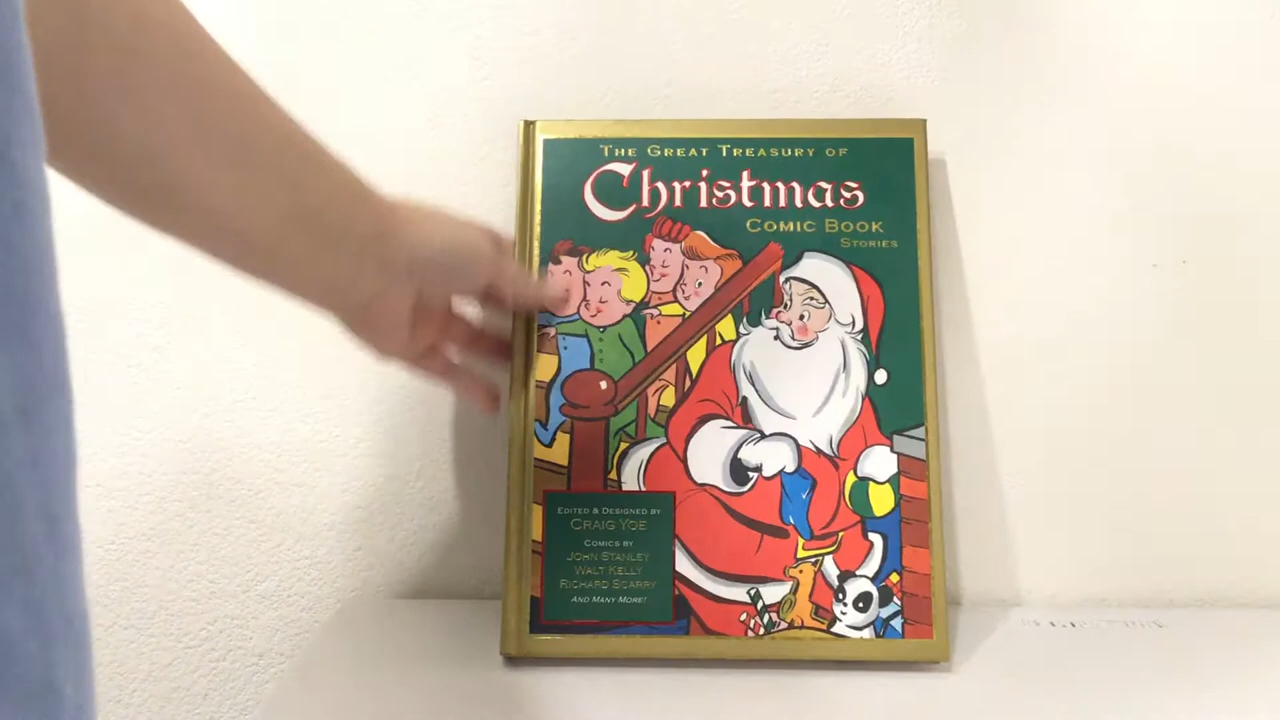 THE GREAT TREASURY OF
Christmas
COMIC BOOK
STORIES
EDITED & DESIGNED BY
CRAIG YOE
COMICS BY
JOHN STANLEY
WALT KELLY
RICHARD SCARRY
AND MANY MORE!